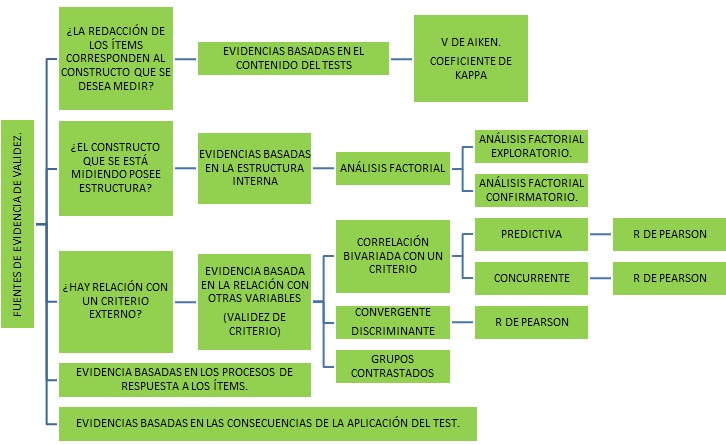 FUENTES DE EVIDENCIA DE VALIDEZ.
¿LA REDACCIÓN DE
LOS ÍTEMS
CORRESPONDEN AL
CONSTRUCTO QUE SE
DESEA MEDIR?
EVIDENCIAS BASADAS EN EL
CONTENIDO DEL TESTS
V DE AIKEN.
COEFICIENTE DE
KAPPA
¿EL CONSTRUCTO
QUE SE ESTÁ
MIDIENDO POSEE
ESTRUCTURA?
EVIDENCIAS BASADAS
EN LA ESTRUCTURA
INTERNA
ANÁLISIS FACTORIAL
ANÁLISIS FACTORIAL
EXPLORATORIO.
ANÁLISIS FACTORIAL
CONFIRMATORIO.
¿HAY RELACIÓN CON
UN CRITERIO
EXTERNO?
EVIDENCIA BASADA
EN LA RELACIÓN CON
OTRAS VARIABLES
(VALIDEZ DE
CRITERIO)
CORRELACIÓN
BIVARIADA CON UN
CRITERIO
PREDICTIVA
R DE PEARSON
CONCURRENTE
R DE PEARSON
CONVERGENTE
DISCRIMINANTE
R DE PEARSON
GRUPOS
CONTRASTADOS
EVIDENCIA BASADAS EN LOS PROCESOS DE
RESPUESTA A LOS ÍTEMS.
EVIDENCIAS BASADAS EN LAS CONSECUENCIAS DE LA APLICACIÓN DEL TEST.